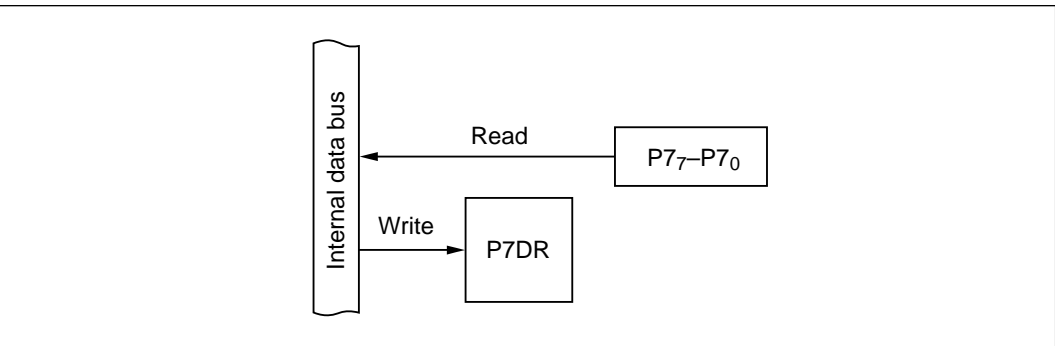 Internal data bus
Read
P7₇–P7₀
Write
P7DR